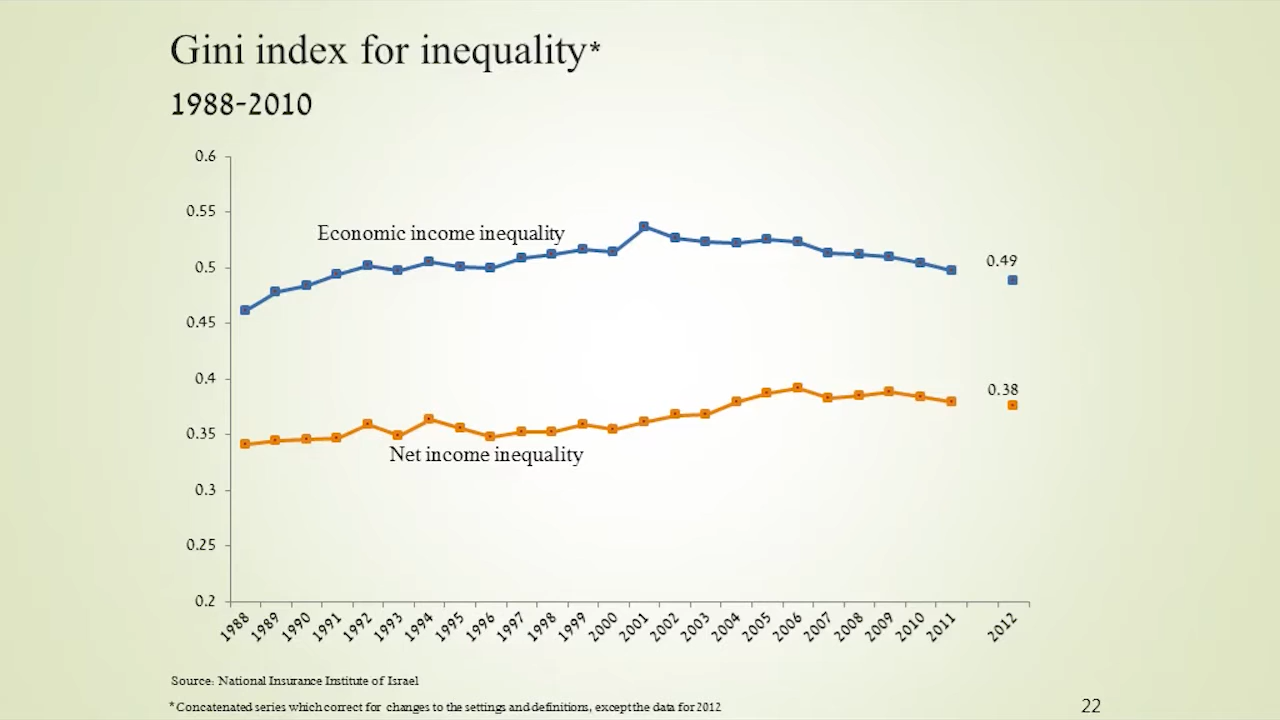 Gini index for inequality*
1988-2010
0.6
0.55
0.5
0.45
0.4
0.35
0.3
0.25
0.2
Economic income inequality
0.49
0.38
Net income inequality
1988 1989 1990 1991 1992 1993 1994 1995 1996 1997 1998 1999 2000 2001 2002 2003 2004 2005 2006 2007 2008 2009 2010 2011 2012
Source: National Insurance Institute of Israel
*Concatenated series which correct for changes to the settings and definitions, except the data for 2012
22